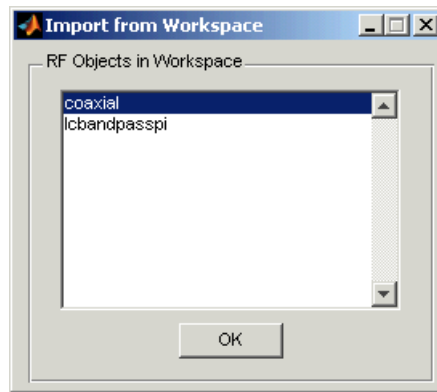 Import from Workspace
RF Objects in Workspace
coaxial
lcbandpasspi
OK